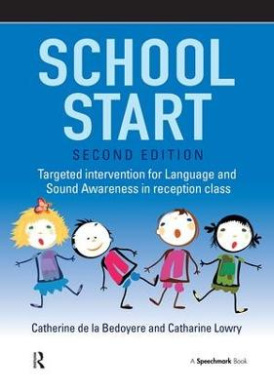 SCHOOL
START
SECOND EDITION
Targeted intervention for Language and
Sound Awareness in reception class
Catherine de la Bedoyere and Catharine Lowry
R
Routledge
A Speechmark Book